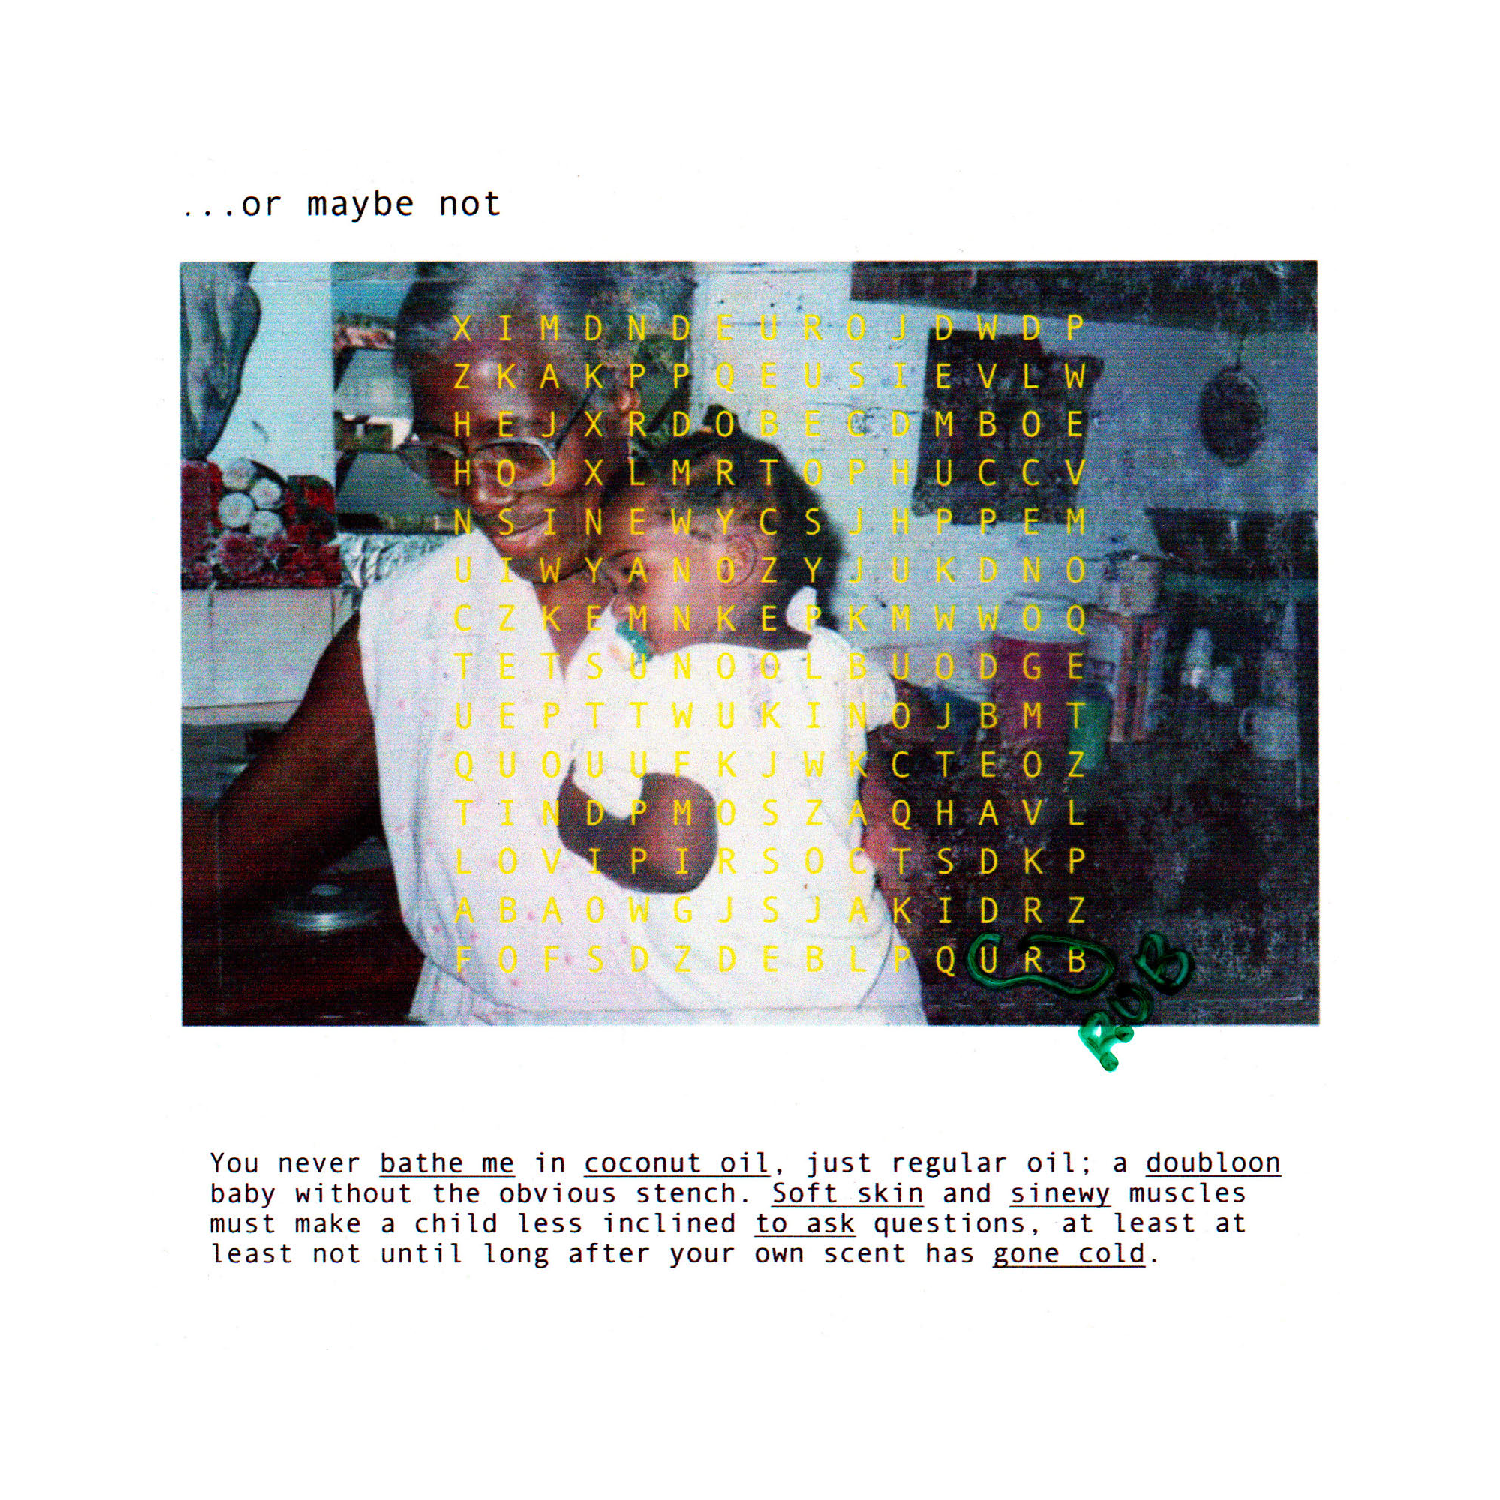 ...or maybe not
X I M D N D E U R O J D W D P
Z K A K P P Q E U S I E V L W
H E J X R D O B E C D M B O E
H Q J X L M R T O P H U C C V
N S I N E W Y C S J H P P E M
U I W Y A N O Z Y J U K D N O
C Z K E M N K E P K M W W O Q
T E T S U N O O L B U O D G E
U E P T T W U K I N O J B M T
Q U O U U F K J W K C T E O Z
T I N D P M O S Z A Q H A V L
L O V I P I R S O C T S D K P
A B A O W G J S J A K I D R Z
F O F S D Z D E B L P Q U R B
ROB
You never bathe me in coconut oil, just regular oil; a doubloon
baby without the obvious stench. Soft skin and sinewy muscles
must make a child less inclined to ask questions, at least at
least not until long after your own scent has gone cold.